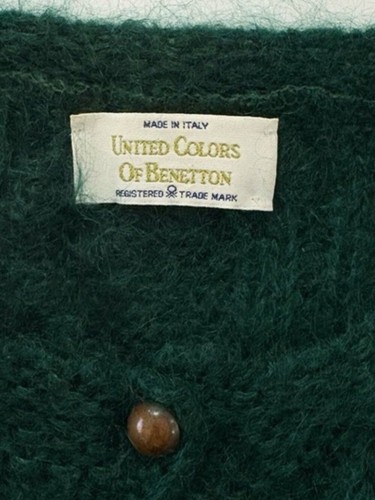 MADE IN ITALY
UNITED COLORS
OF BENETTON
REGISTERED TRADE MARK